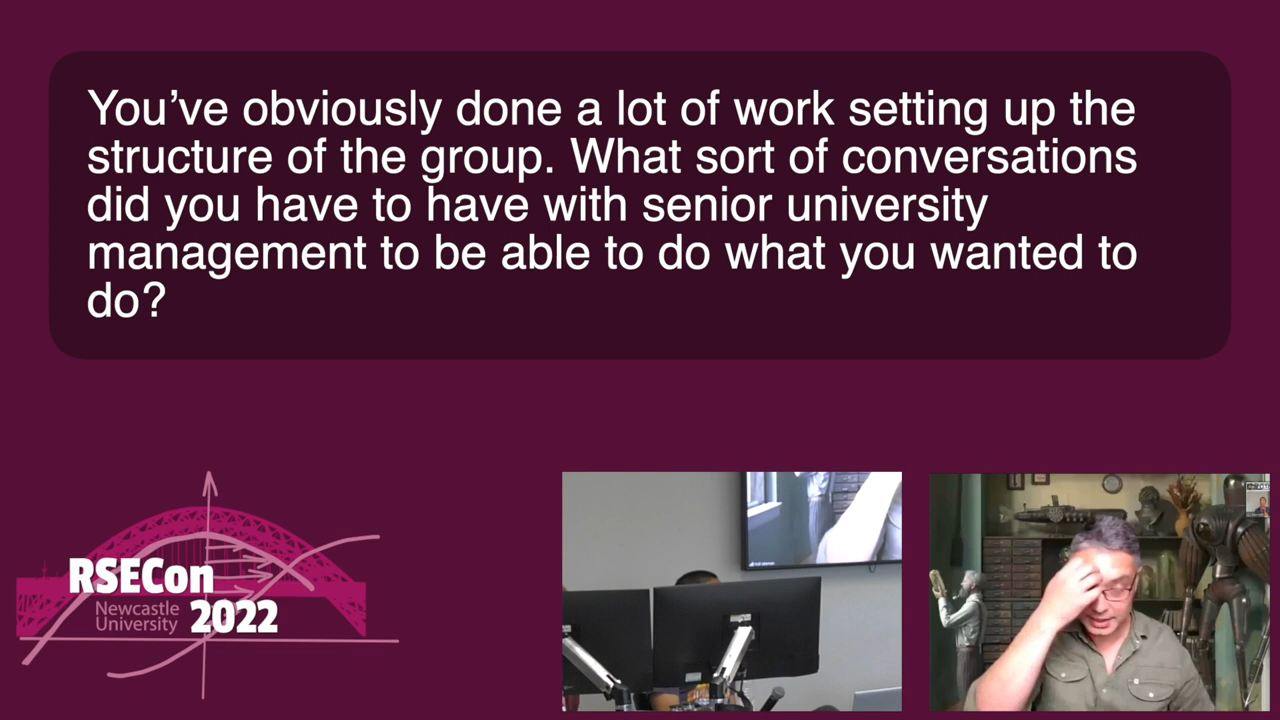 You’ve obviously done a lot of work setting up the
structure of the group. What sort of conversations
did you have to have with senior university
management to be able to do what you wanted to
do?
RSECon
Newcastle
University 2022